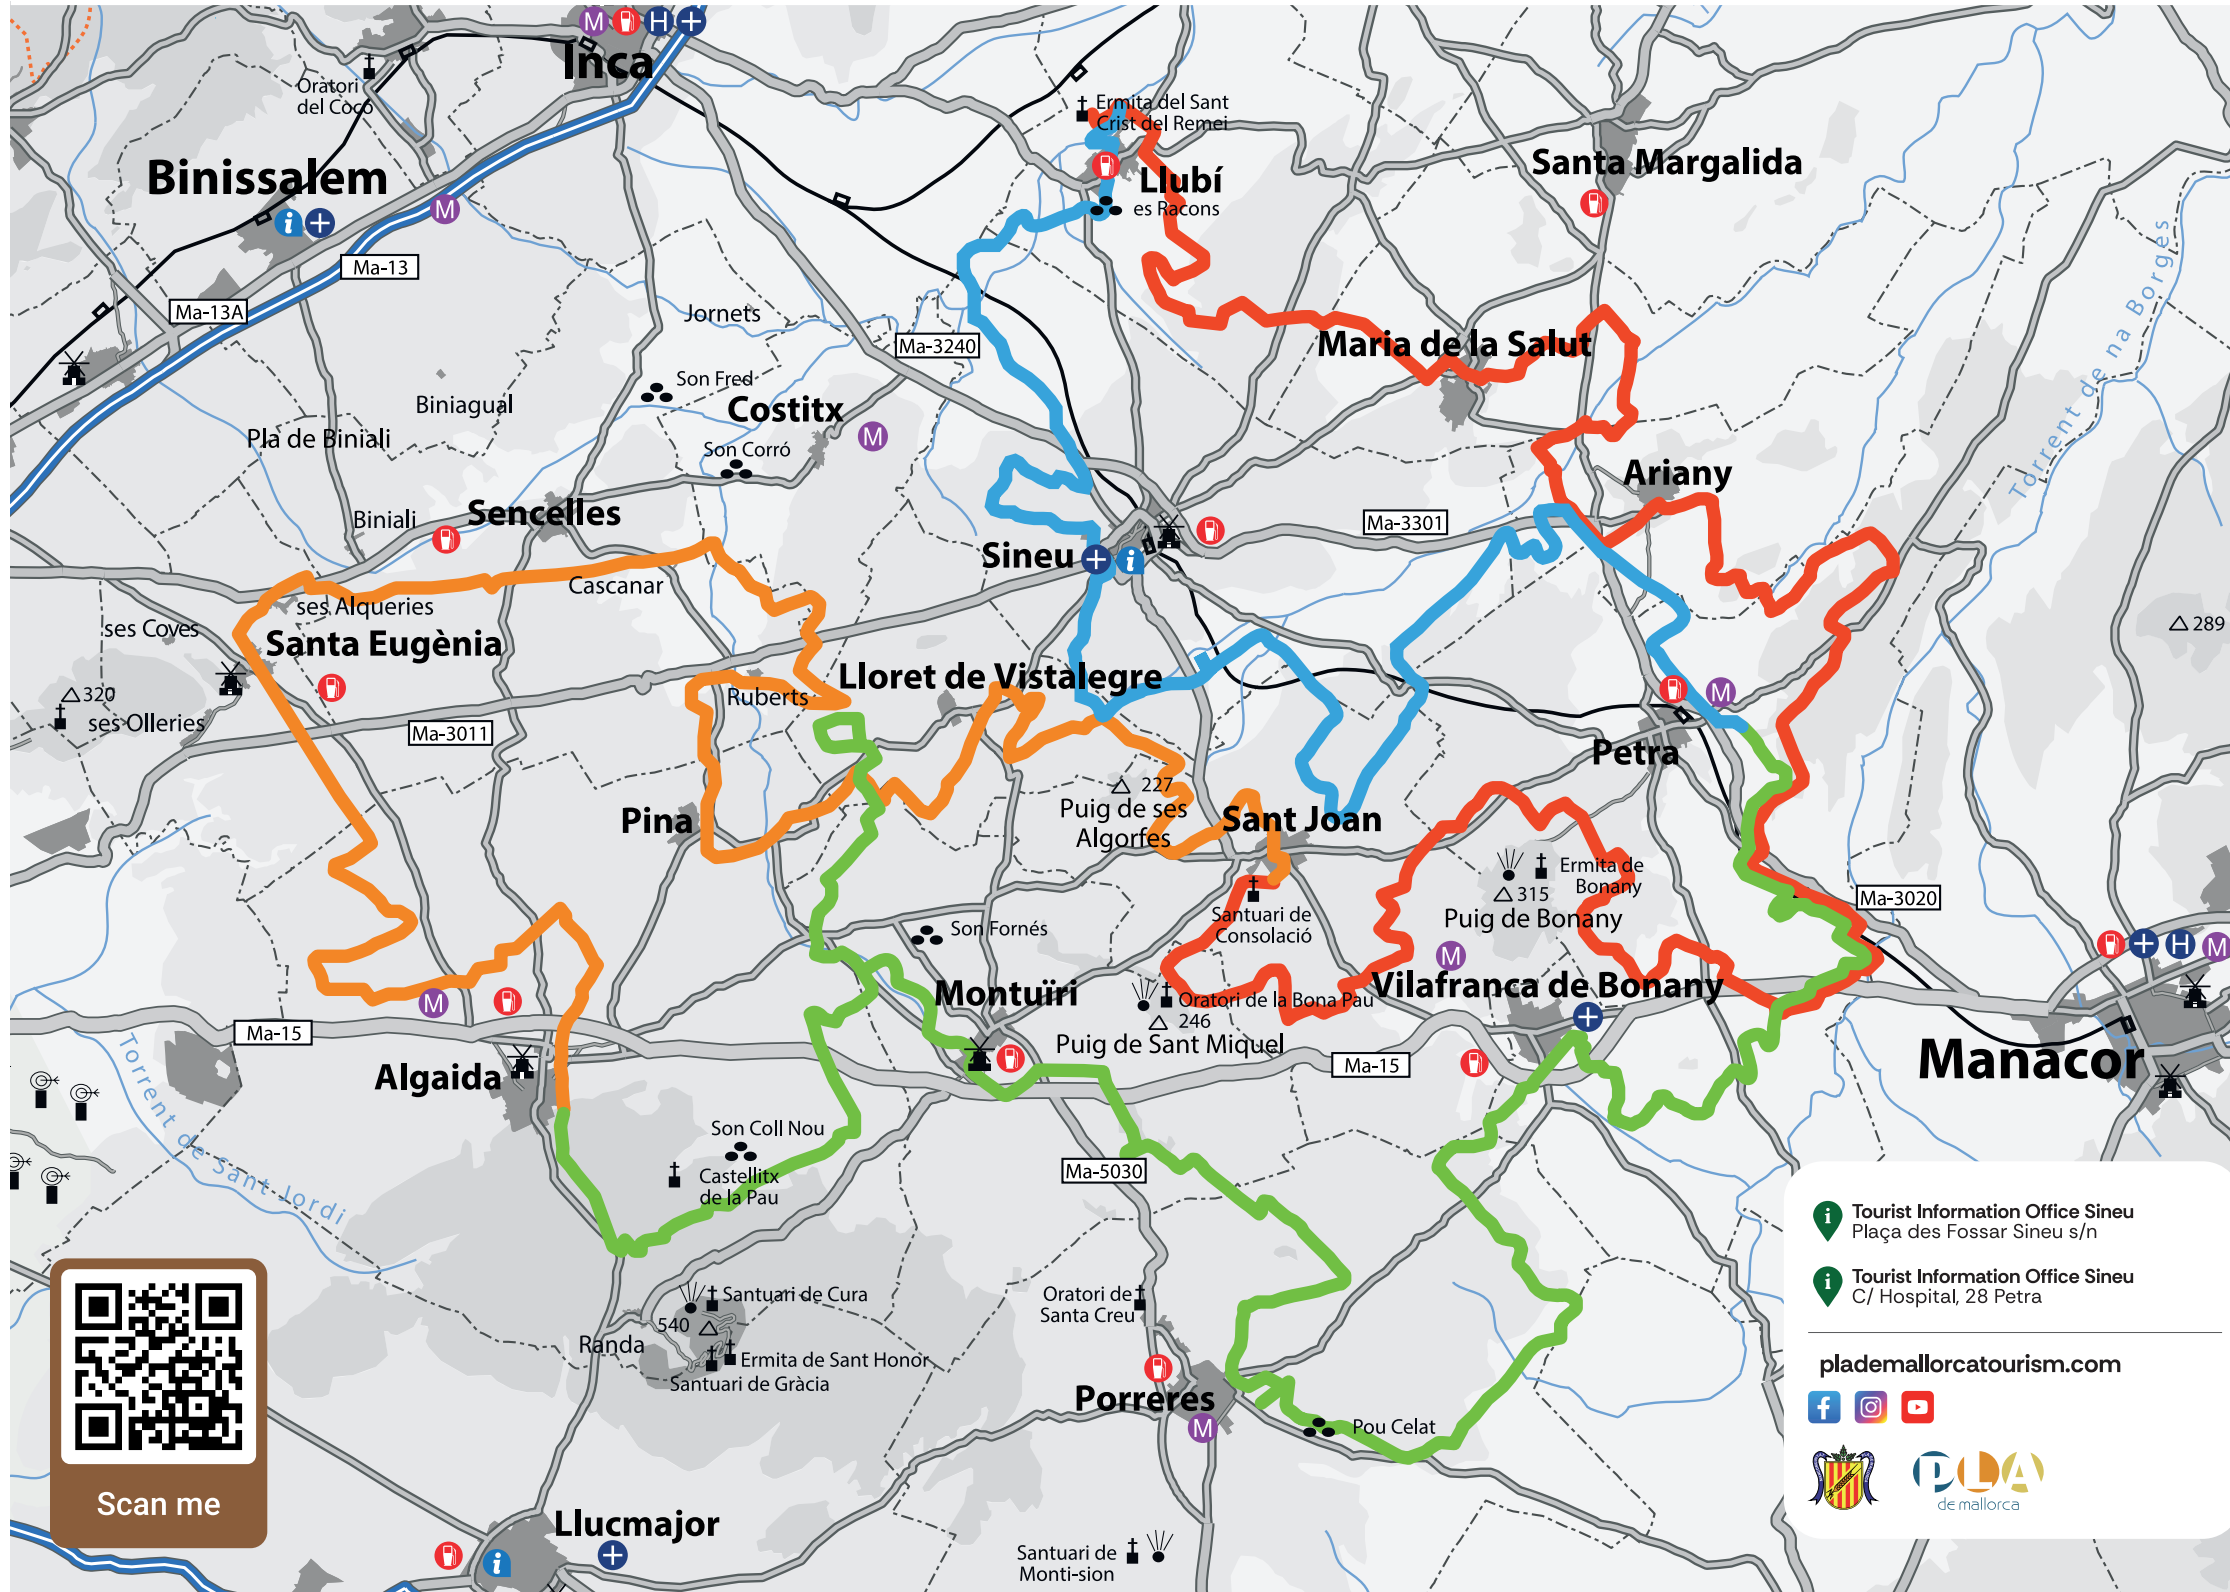 Inca
M
H
Oratori
del Cocó
Ermita del Sant
Crist del Remei
Binissalem
i
M
Llubí
es Racons
Santa Margalida
Ma-13
Ma-13A
Jornets
Ma-3240
Maria de la Salut
Torrent de na Borges
Son Fred
Biniagual
Costitx
M
Pla de Biniali
Son Corró
Ariany
Biniali
Sencelles
Ma-3301
Sineu
i
Cascanar
ses Alqueries
ses Coves
Santa Eugènia
289
Lloret de Vistalegre
320
ses Olleries
Ruberts
M
Ma-3011
Petra
227
Puig de ses
Algorfes
Pina
Sant Joan
Ermita de
Bonany
315
Puig de Bonany
Ma-3020
Santuari de
Consolació
Son Fornés
M
H
M
Montuïri
Vilafranca de Bonany
M
Oratori de la Bona Pau
246
Puig de Sant Miquel
Ma-15
Ma-15
Algaida
Manacor
Torrent de Sant Jordi
Son Coll Nou
Castellitx
de la Pau
Ma-5030
Tourist Information Office Sineu
Plaça des Fossar Sineu s/n
Tourist Information Office Sineu
C/ Hospital, 28 Petra
Santuari de Cura
540
Randa
Ermita de Sant Honor
Santuari de Gràcia
Oratori de
Santa Creu
plademallorcatourism.com
Porreres
M
Pou Celat
PLA
de mallorca
Scan me
Llucmajor
i
Santuari de
Monti-sion